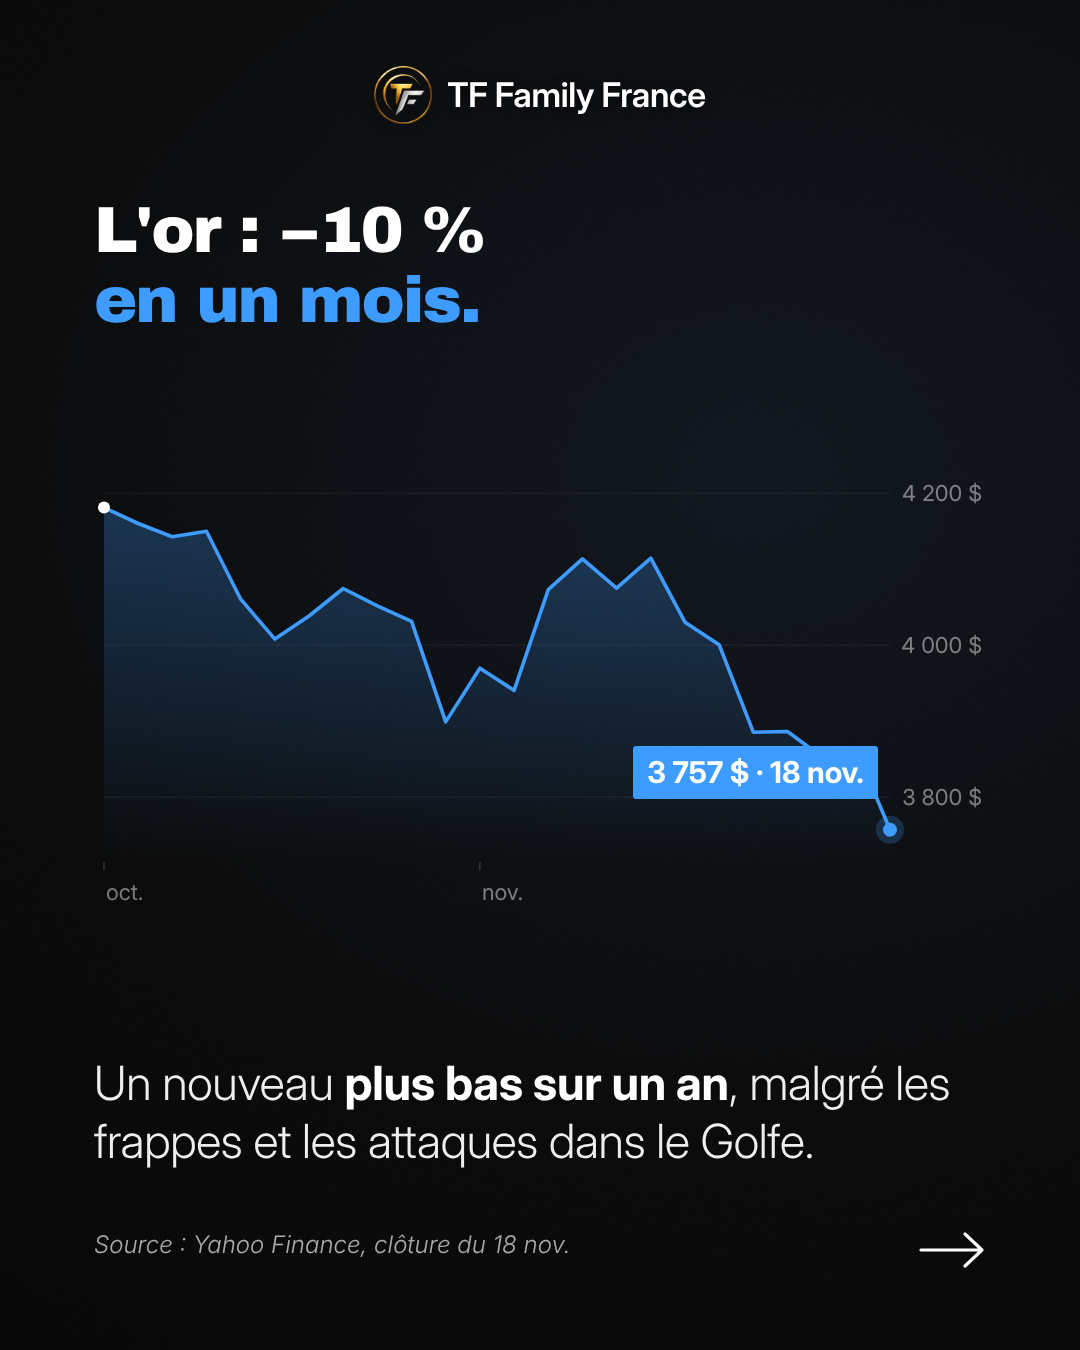 TF TF Family France
L'or : −10 %
en un mois.
4 200 $
4 000 $
3 757 $ · 18 nov.
3 800 $
oct.
nov.
Un nouveau plus bas sur un an, malgré les
frappes et les attaques dans le Golfe.
Source : Yahoo Finance, clôture du 18 nov.